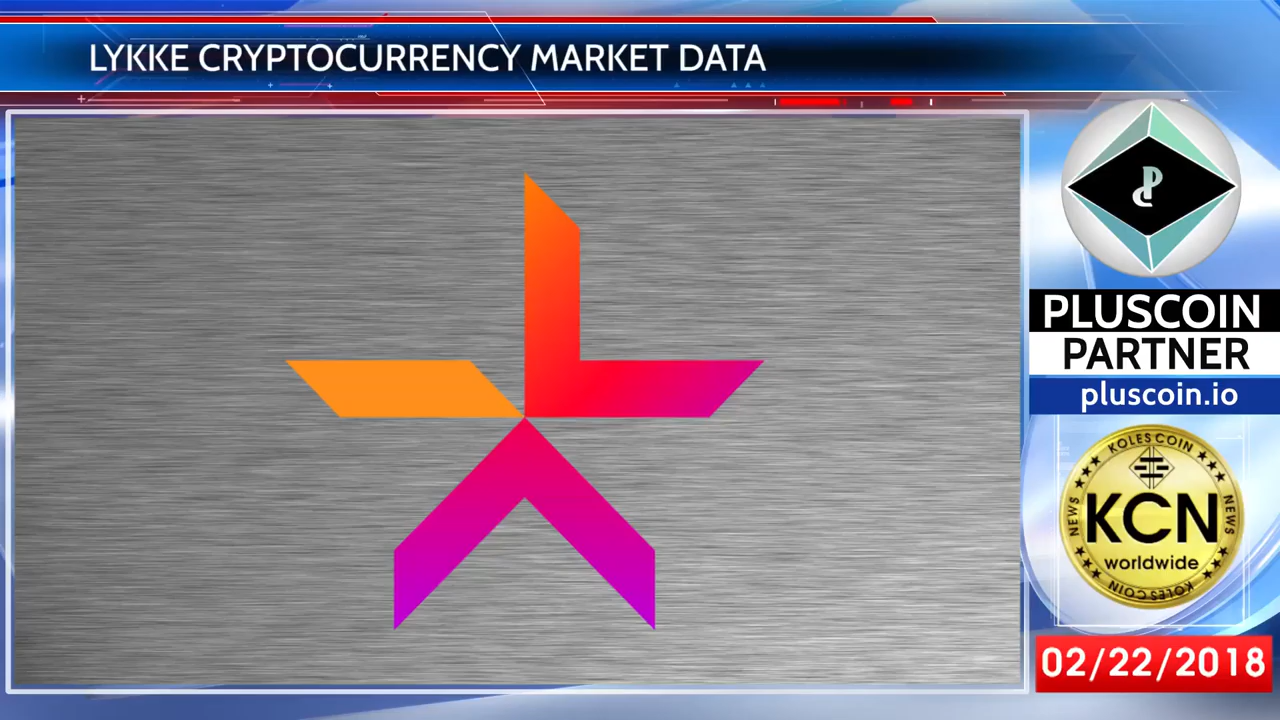 LYKKE CRYPTOCURRENCY MARKET DATA
PLUSCOIN
PARTNER
pluscoin.io
KOLES COIN
NEWS
KCN
NEWS
worldwide
KOLES COIN
02/22/2018